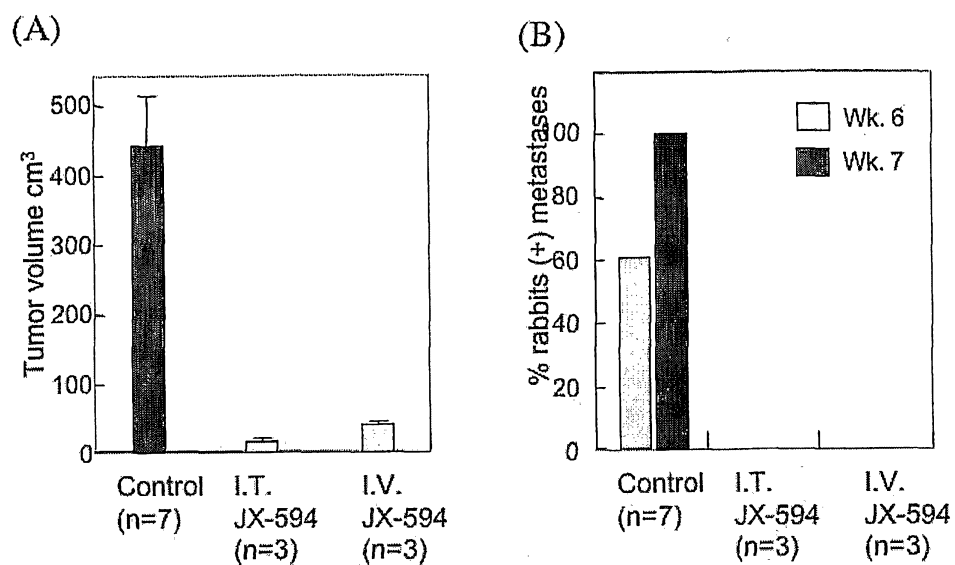 (A)
Tumor volume cm³
500
400
300
200
100
0
Control
(n=7)
I.T.
JX-594
(n=3)
I.V.
JX-594
(n=3)
(B)
% rabbits (+) metastases
100
80
60
40
20
0
Wk. 6
Wk. 7
Control
(n=7)
I.T.
JX-594
(n=3)
I.V.
JX-594
(n=3)